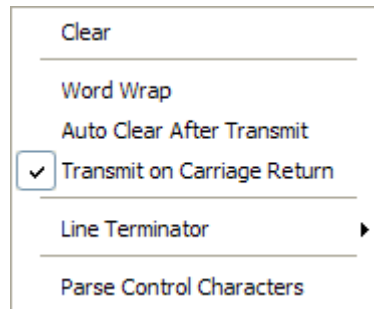 Clear
Word Wrap
Auto Clear After Transmit
Transmit on Carriage Return
Line Terminator
Parse Control Characters